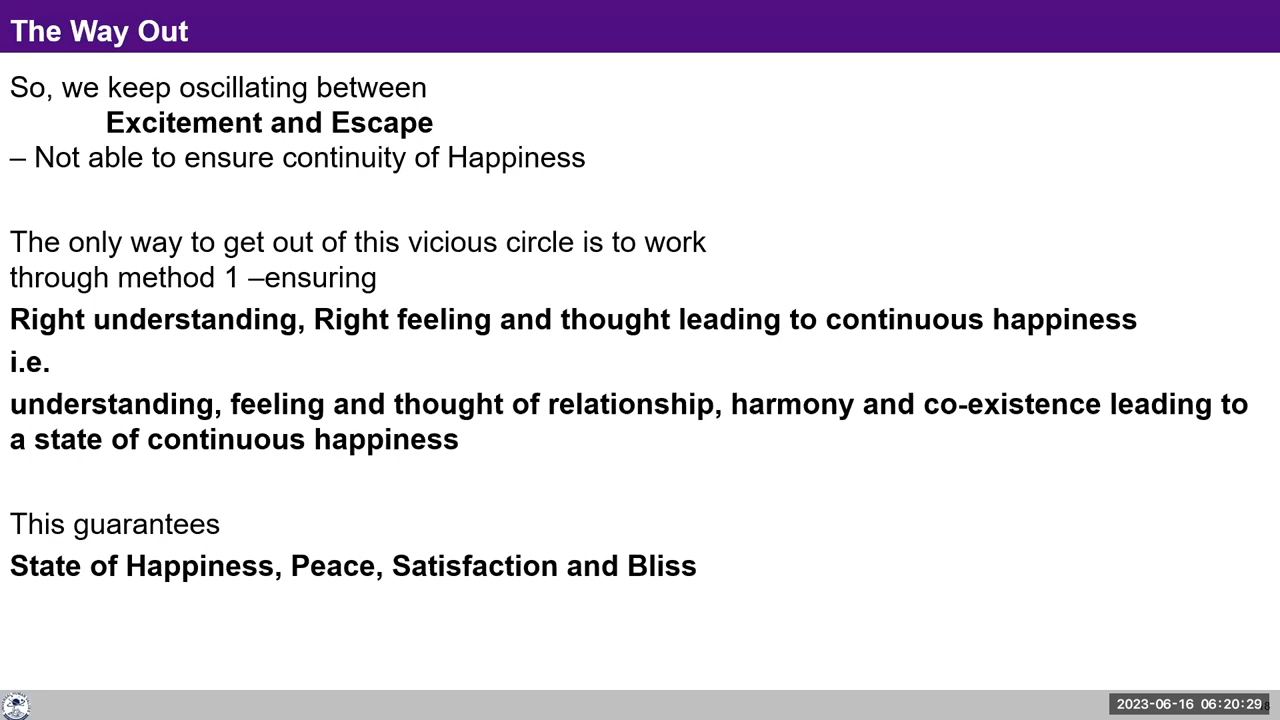 The Way Out
So, we keep oscillating between
Excitement and Escape
– Not able to ensure continuity of Happiness
The only way to get out of this vicious circle is to work
through method 1 –ensuring
Right understanding, Right feeling and thought leading to continuous happiness
i.e.
understanding, feeling and thought of relationship, harmony and co-existence leading to
a state of continuous happiness
This guarantees
State of Happiness, Peace, Satisfaction and Bliss
2023-06-16 06:20:29